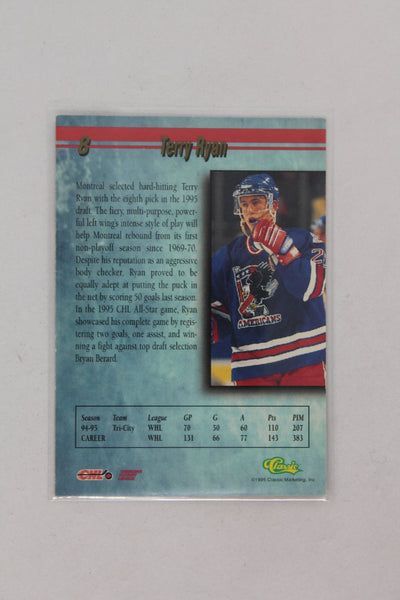 8 Terry Ryan
Montreal selected hard-hitting Terry
Ryan with the eighth pick in the 1995
draft. The fiery, multi-purpose, power-
ful left wing's intense style of play will
help Montreal rebound from its first
non-playoff season since 1969-70.
Despite his reputation as an aggressive
body checker, Ryan proved to be
equally adept at putting the puck in
the net by scoring 50 goals last season.
In the 1995 CHL All-Star game, Ryan
showcased his complete game by regis-
tering two goals, one assist, and win-
ning a fight against top draft selection
Bryan Berard.
2
AMERICANS
Season Team League GP G A Pts PIM
94-95 Tri-City WHL 70 50 60 110 207
CAREER WHL 131 66 77 143 383
CHL
Classic
©1995 Classic Marketing, Inc.